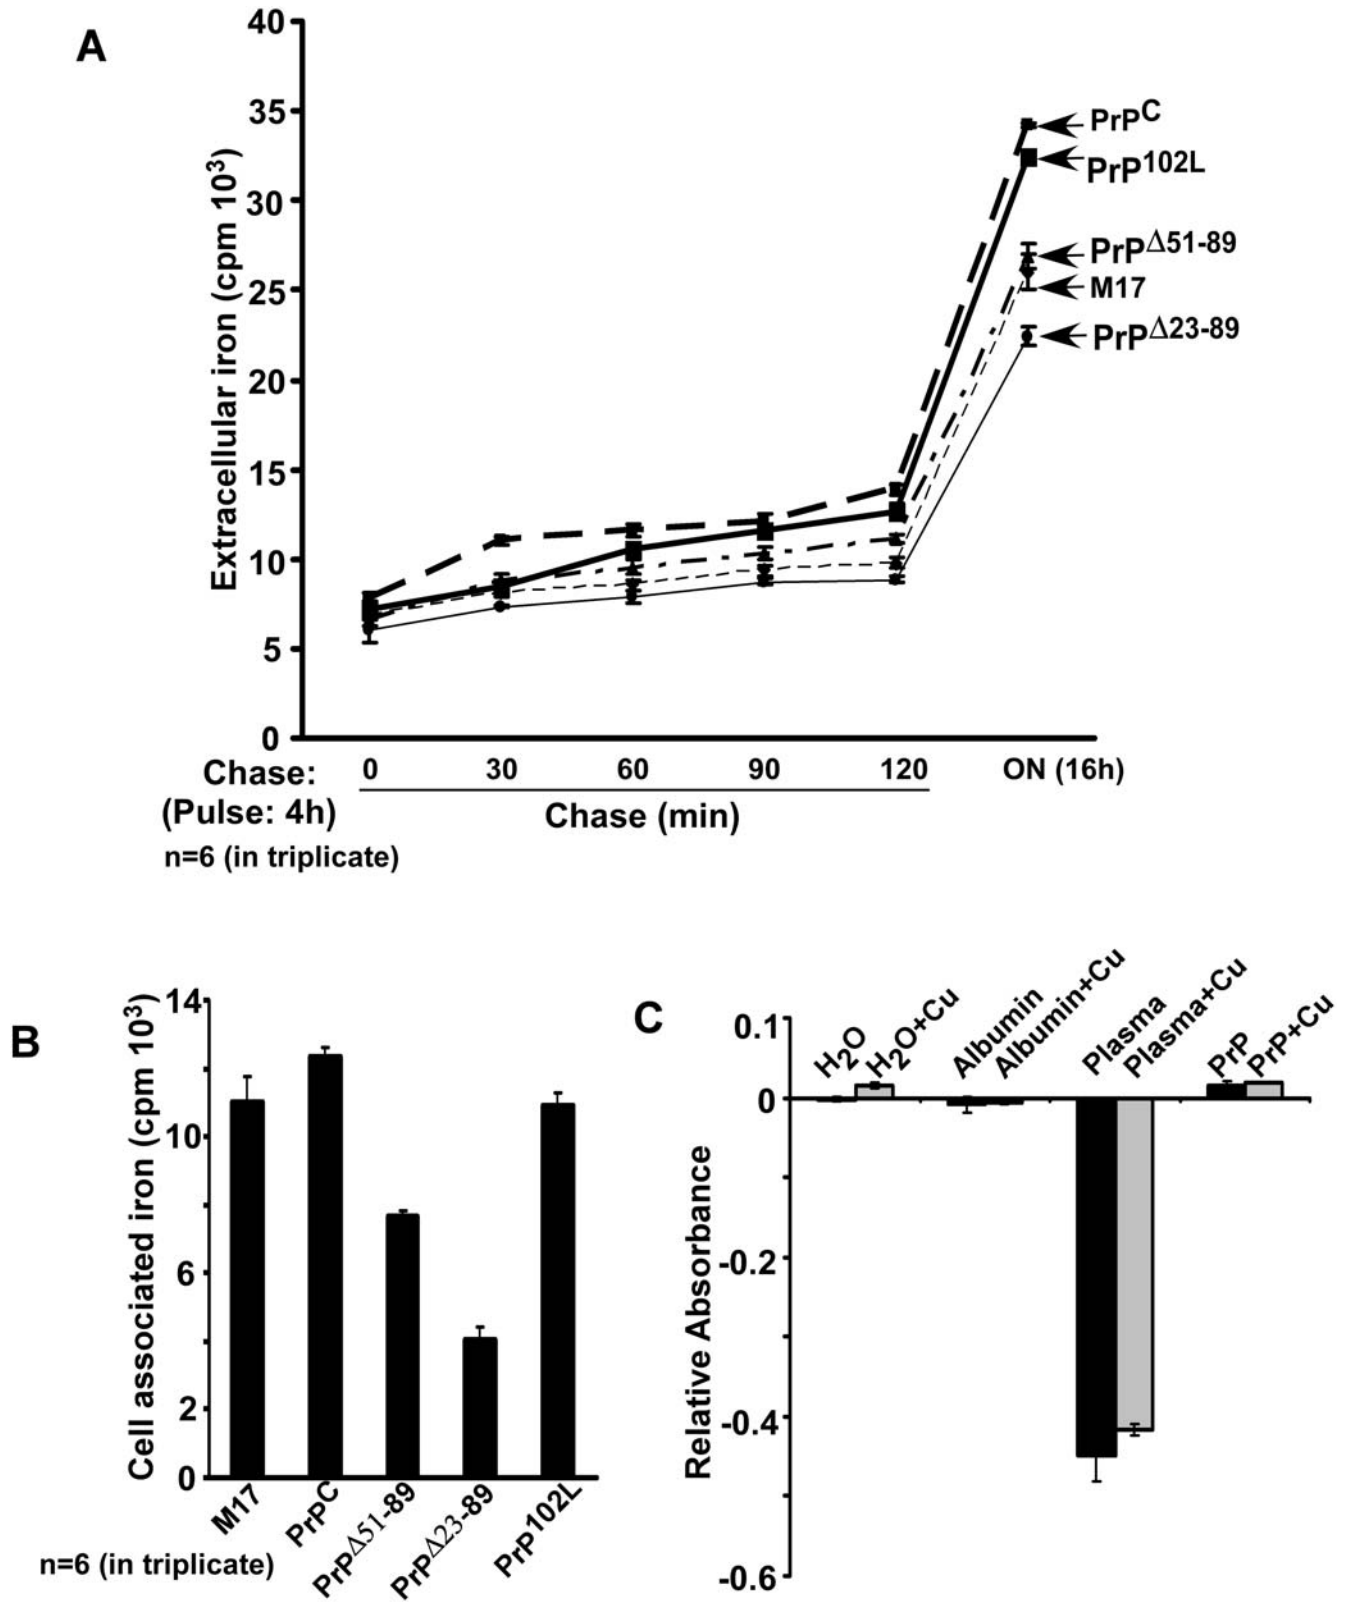 A
Extracellular iron (cpm 10³)
40
35
30
25
20
15
10
5
0
PrPᶜ
PrP¹⁰²ᴸ
PrPΔ51-89
M17
PrPΔ23-89
Chase: 0 30 60 90 120 ON (16h)
(Pulse: 4h)
Chase (min)
n=6 (in triplicate)
B
Cell associated iron (cpm 10³)
14
10
6
2
0
M17
PrPᶜ
PrPΔ51-89
PrPΔ23-89
PrP¹⁰²ᴸ
n=6 (in triplicate)
C
Relative Absorbance
0.1
0
-0.2
-0.4
-0.6
H₂O
H₂O+Cu
Albumin
Albumin+Cu
Plasma
Plasma+Cu
PrP
PrP+Cu